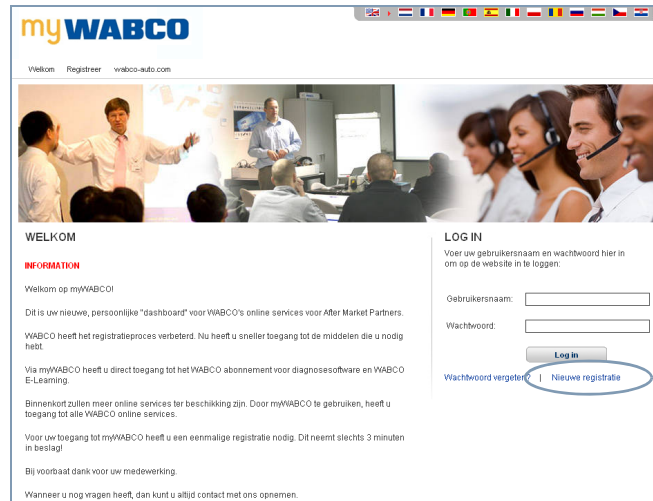 myWABCO
Welkom Registreer wabco-auto.com
WELKOM
INFORMATION
Welkom op myWABCO!
Dit is uw nieuwe, persoonlijke "dashboard" voor WABCO's online services voor After Market Partners.
WABCO heeft het registratieproces verbeterd. Nu heeft u sneller toegang tot de middelen die u nodig
hebt.
Via myWABCO heeft u direct toegang tot het WABCO abonnement voor diagnosesoftware en WABCO
E-Learning.
Binnenkort zullen meer online services ter beschikking zijn. Door myWABCO te gebruiken, heeft u
toegang tot alle WABCO online services.
Voor uw toegang tot myWABCO heeft u een eenmalige registratie nodig. Dit neemt slechts 3 minuten
in beslag!
Bij voorbaat dank voor uw medewerking.
Wanneer u nog vragen heeft, dan kunt u altijd contact met ons opnemen.
LOG IN
Voer uw gebruikersnaam en wachtwoord hier in
om op de website in te loggen:
Gebruikersnaam:
Wachtwoord:
Log in
Wachtwoord vergeten? | Nieuwe registratie